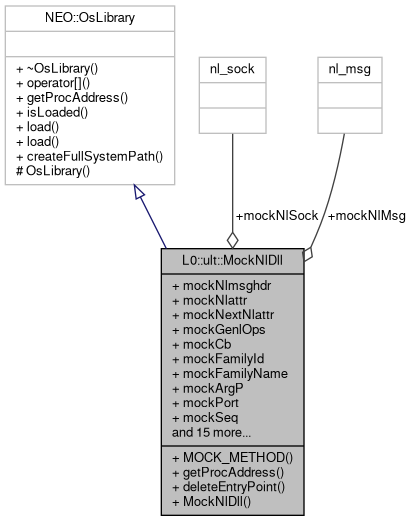 NEO::OsLibrary
+ ~OsLibrary()
+ operator[]()
+ getProcAddress()
+ isLoaded()
+ load()
+ load()
+ createFullSystemPath()
# OsLibrary()
nl_sock
nl_msg
+mockNlSock
+mockNlMsg
L0::ult::MockNlDll
+ mockNlmsghdr
+ mockNlattr
+ mockNextNlattr
+ mockGenlOps
+ mockCb
+ mockFamilyId
+ mockFamilyName
+ mockArgP
+ mockPort
+ mockSeq
and 15 more...
+ MOCK_METHOD()
+ getProcAddress()
+ deleteEntryPoint()
+ MockNlDll()